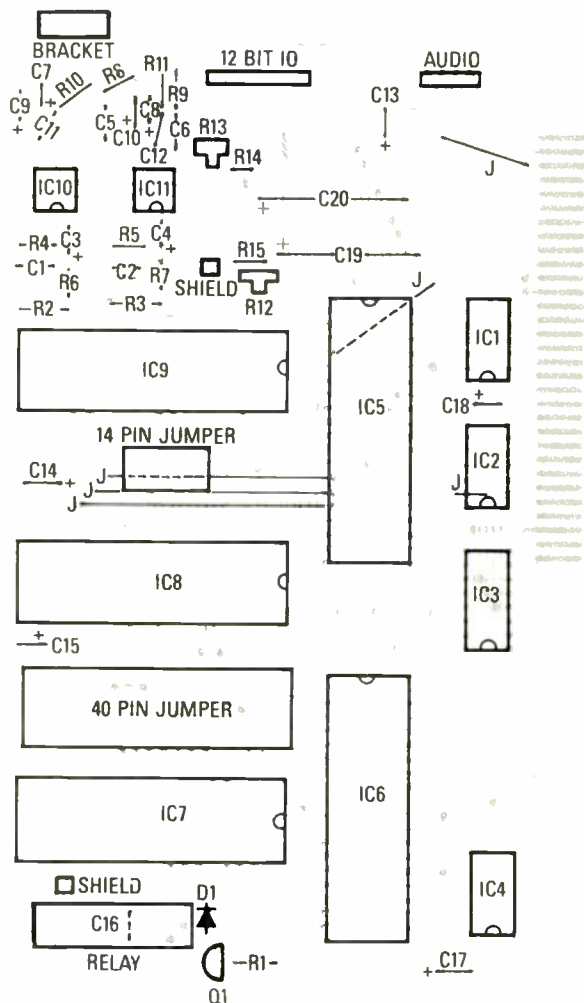 BRACKET
12 BIT IO
AUDIO
C7
R10
R6
R11
R9
C13
C9
C11
C5
C10
C8
C6
C12
R13
R14
J
IC10
IC11
C20
R4
C3
R5
C4
C19
C1
R6
C2
R7
SHIELD
R15
J
R2
R3
R12
IC9
IC5
IC1
C18
14 PIN JUMPER
IC2
C14
J
J
J
J
IC8
IC3
C15
40 PIN JUMPER
IC7
IC6
SHIELD
D1
IC4
C16
RELAY
R1
C17
Q1